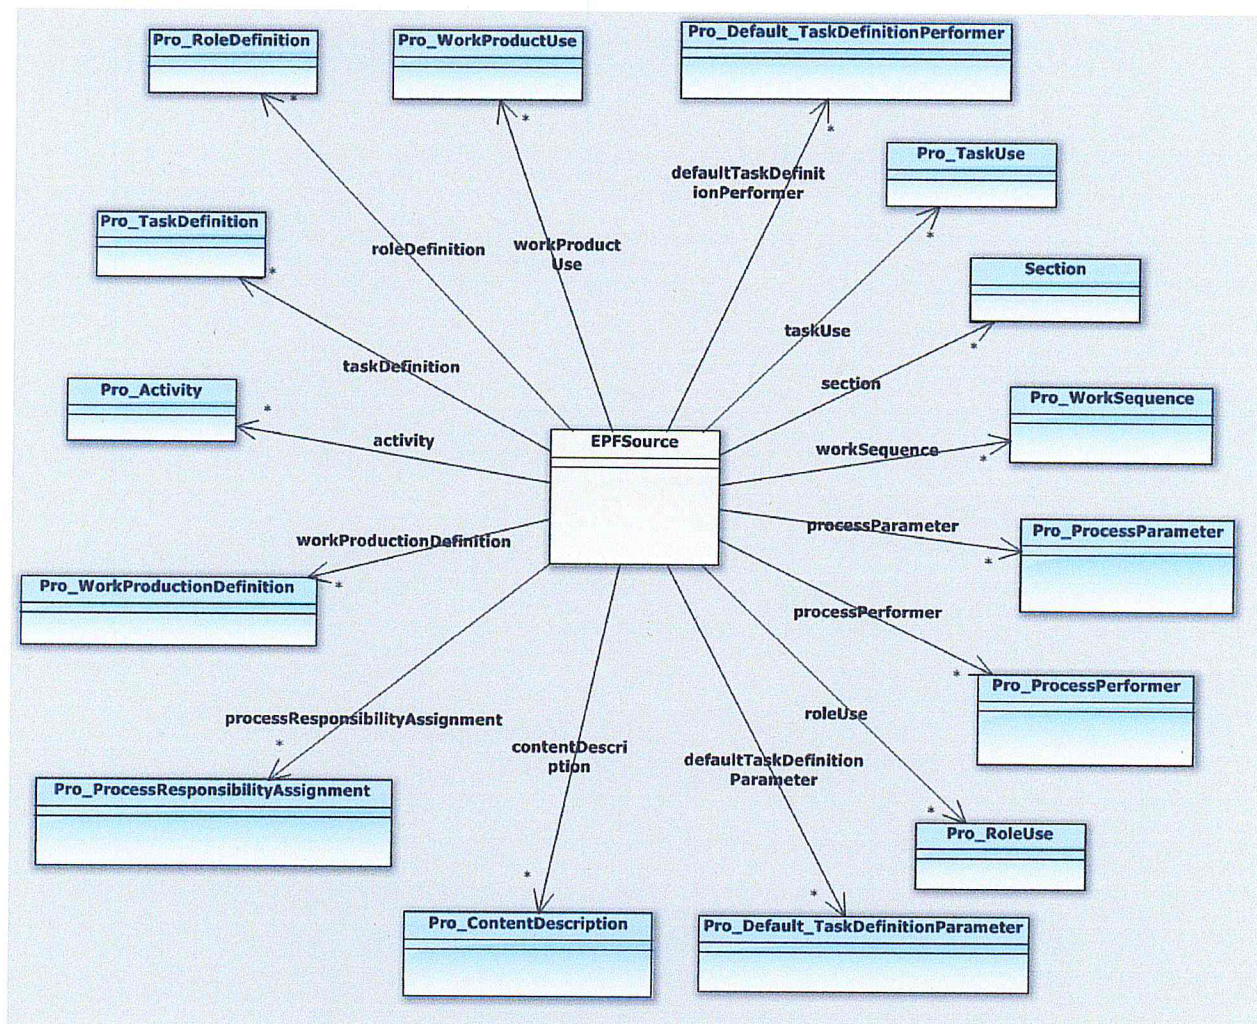 Pro_RoleDefinition
Pro_WorkProductUse
Pro_Default_TaskDefinitionPerformer
*
*
*
Pro_TaskUse
defaultTaskDefinit
ionPerformer
*
Pro_TaskDefinition
roleDefinition
workProduct
Use
*
Section
taskUse
*
section
taskDefinition
Pro_Activity
*
activity
Pro_WorkSequence
EPFSource
workSequence
*
processParameter
Pro_ProcessParameter
workProductionDefinition
*
Pro_WorkProductionDefinition
*
processPerformer
*
Pro_ProcessPerformer
processResponsibilityAssignment
roleUse
*
contentDescri
ption
defaultTaskDefinition
Parameter
Pro_ProcessResponsibilityAssignment
*
Pro_RoleUse
*
*
Pro_ContentDescription
Pro_Default_TaskDefinitionParameter